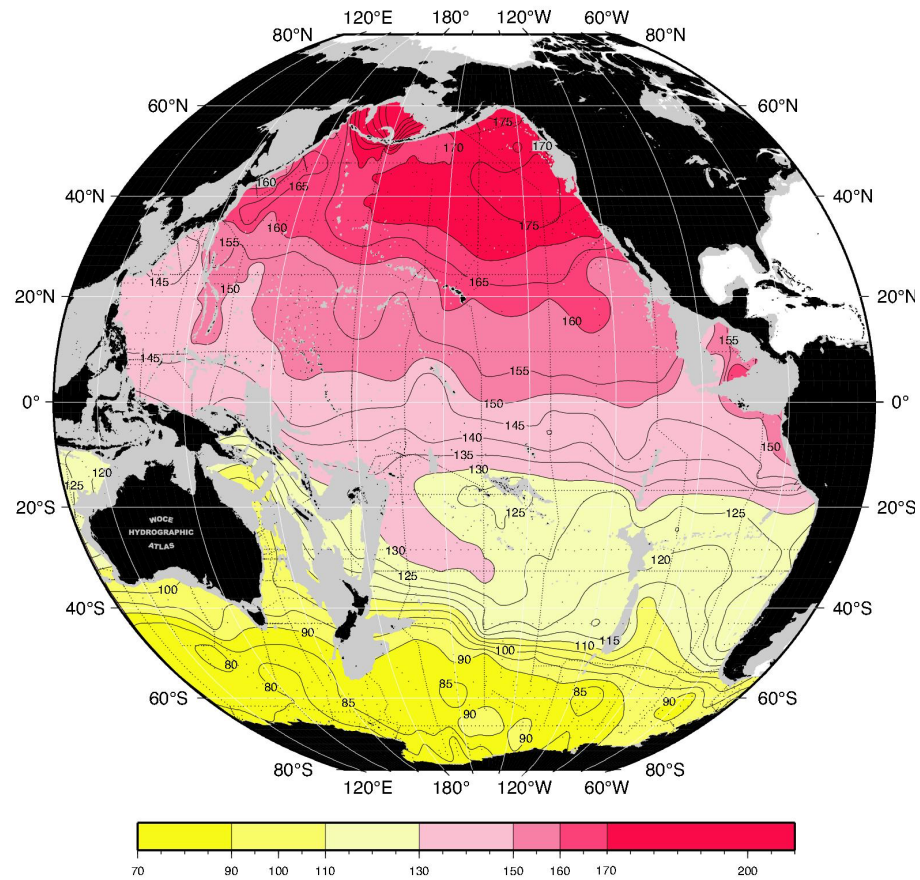 120°E 180° 120°W 60°W
80°N 80°N
60°N 60°N
175
170 170
160 165
40°N 40°N
175
160
155
165
145 150
20°N 20°N
160
155
145
155
0° 150 0°
145
140 150
135
130
120
125 125 125
20°S 20°S
WOCE
HYDROGRAPHIC
ATLAS
130 120
125
100
40°S 40°S
90 115
110
100
90
80
80 85 85
85 90
90
60°S 60°S
90
80°S 80°S
120°E 180° 120°W 60°W
70 90 100 110 130 150 160 170 200